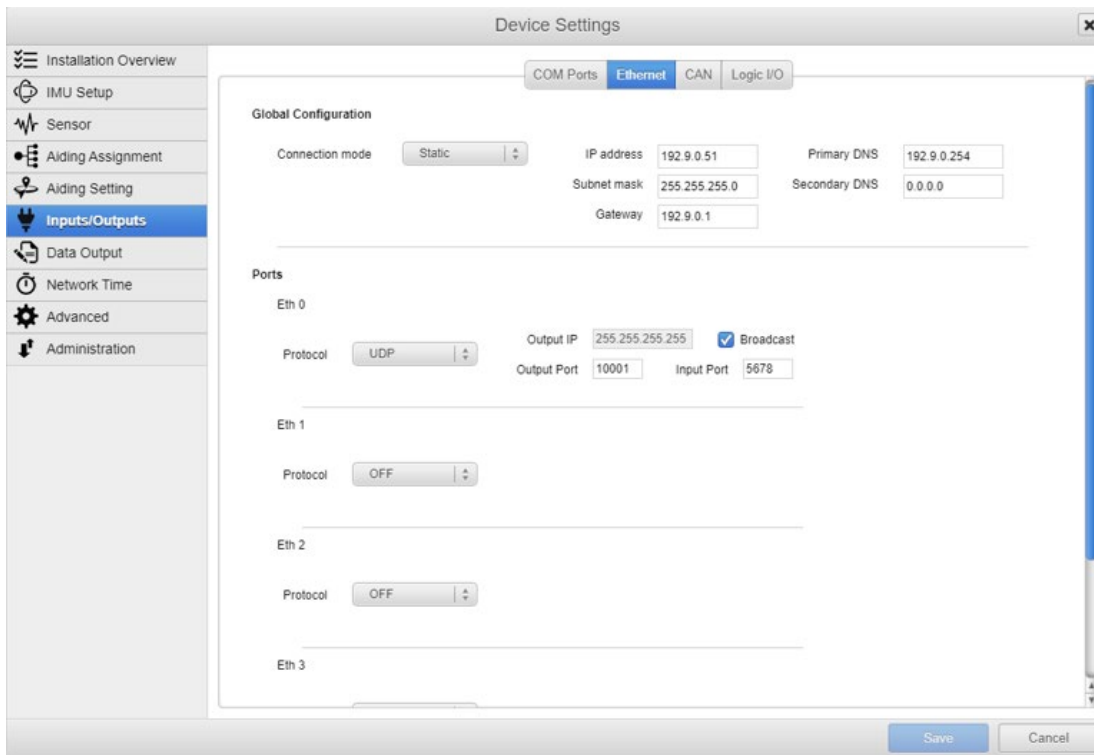 Device Settings
Installation Overview
IMU Setup
Sensor
Aiding Assignment
Aiding Setting
Inputs/Outputs
Data Output
Network Time
Advanced
Administration
COM Ports Ethernet CAN Logic I/O
Global Configuration
Connection mode Static IP address 192.9.0.51 Primary DNS 192.9.0.254
Subnet mask 255.255.255.0 Secondary DNS 0.0.0.0
Gateway 192.9.0.1
Ports
Eth 0
Protocol UDP Output IP 255.255.255.255 Broadcast
Output Port 10001 Input Port 5678
Eth 1
Protocol OFF
Eth 2
Protocol OFF
Eth 3
Save Cancel